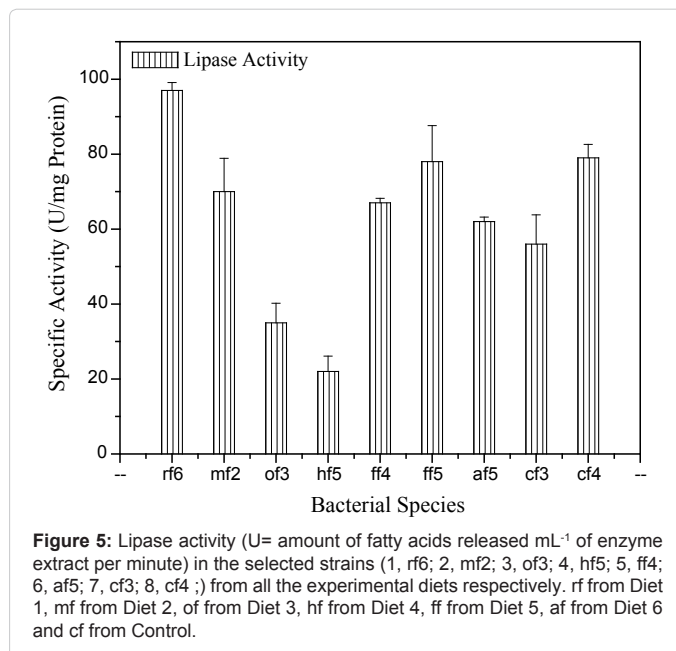 Lipase Activity
100
80
60
40
20
0
Specific Activity (U/mg Protein)
-- rf6 mf2 of3 hf5 ff4 ff5 af5 cf3 cf4 --
Bacterial Species
Figure 5: Lipase activity (U= amount of fatty acids released mL-1 of enzyme
extract per minute) in the selected strains (1, rf6; 2, mf2; 3, of3; 4, hf5; 5, ff4;
6, af5; 7, cf3; 8, cf4 ;) from all the experimental diets respectively. rf from Diet
1, mf from Diet 2, of from Diet 3, hf from Diet 4, ff from Diet 5, af from Diet 6
and cf from Control.